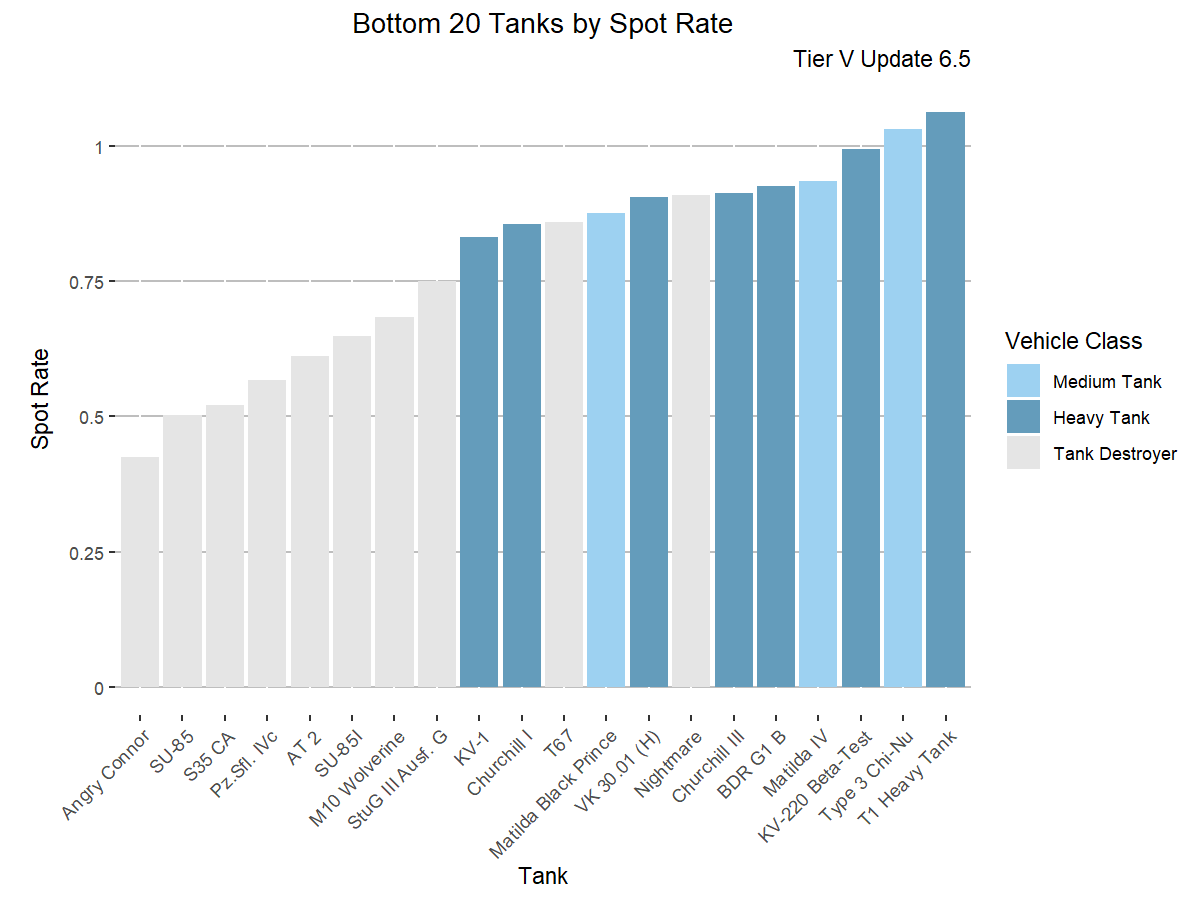 Bottom 20 Tanks by Spot Rate
Tier V Update 6.5
1
0.75
0.5
0.25
0
Spot Rate
Angry Connor
SU-85
S35 CA
Pz.Sfl. IVc
AT 2
SU-85I
M10 Wolverine
StuG III Ausf. G
KV-1
Churchill I
T67
Matilda Black Prince
VK 30.01 (H)
Nightmare
Churchill III
BDR G1 B
Matilda IV
KV-220 Beta-Test
Type 3 Chi-Nu
T1 Heavy Tank
Tank
Vehicle Class
Medium Tank
Heavy Tank
Tank Destroyer